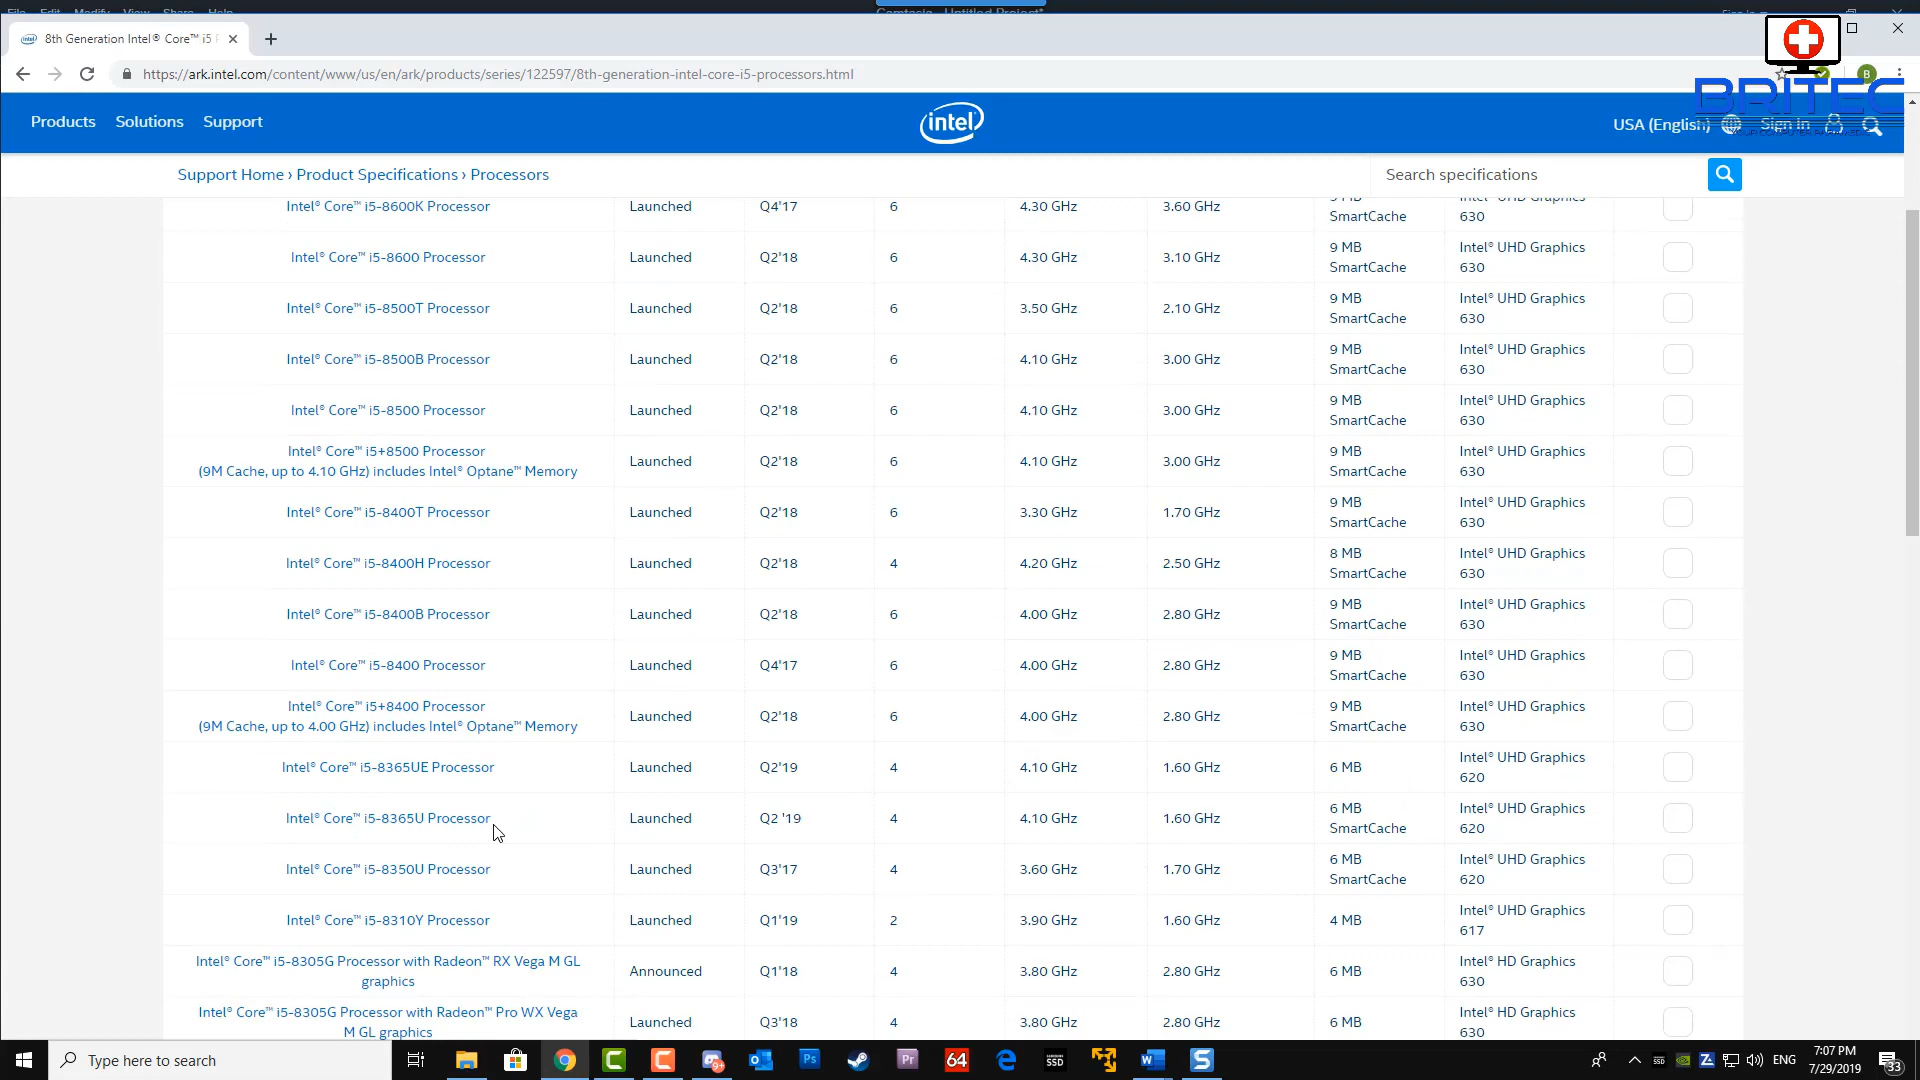 File Edit Modify View Share Help
Camtasia - Untitled Project*
8th Generation Intel® Core™ i5 P
https://ark.intel.com/content/www/us/en/ark/products/series/122597/8th-generation-intel-core-i5-processors.html
B
BRITEC
Products Solutions Support
intel
USA (English) Sign in
Support Home › Product Specifications › Processors
Search specifications
Intel® Core™ i5-8600K Processor Launched Q4'17 6 4.30 GHz 3.60 GHz SmartCache Intel® UHD Graphics 630
Intel® Core™ i5-8600 Processor Launched Q2'18 6 4.30 GHz 3.10 GHz 9 MB SmartCache Intel® UHD Graphics 630
Intel® Core™ i5-8500T Processor Launched Q2'18 6 3.50 GHz 2.10 GHz 9 MB SmartCache Intel® UHD Graphics 630
Intel® Core™ i5-8500B Processor Launched Q2'18 6 4.10 GHz 3.00 GHz 9 MB SmartCache Intel® UHD Graphics 630
Intel® Core™ i5-8500 Processor Launched Q2'18 6 4.10 GHz 3.00 GHz 9 MB SmartCache Intel® UHD Graphics 630
Intel® Core™ i5+8500 Processor
(9M Cache, up to 4.10 GHz) includes Intel® Optane™ Memory Launched Q2'18 6 4.10 GHz 3.00 GHz 9 MB SmartCache Intel® UHD Graphics 630
Intel® Core™ i5-8400T Processor Launched Q2'18 6 3.30 GHz 1.70 GHz 9 MB SmartCache Intel® UHD Graphics 630
Intel® Core™ i5-8400H Processor Launched Q2'18 4 4.20 GHz 2.50 GHz 8 MB SmartCache Intel® UHD Graphics 630
Intel® Core™ i5-8400B Processor Launched Q2'18 6 4.00 GHz 2.80 GHz 9 MB SmartCache Intel® UHD Graphics 630
Intel® Core™ i5-8400 Processor Launched Q4'17 6 4.00 GHz 2.80 GHz 9 MB SmartCache Intel® UHD Graphics 630
Intel® Core™ i5+8400 Processor
(9M Cache, up to 4.00 GHz) includes Intel® Optane™ Memory Launched Q2'18 6 4.00 GHz 2.80 GHz 9 MB SmartCache Intel® UHD Graphics 630
Intel® Core™ i5-8365UE Processor Launched Q2'19 4 4.10 GHz 1.60 GHz 6 MB Intel® UHD Graphics 620
Intel® Core™ i5-8365U Processor Launched Q2 '19 4 4.10 GHz 1.60 GHz 6 MB SmartCache Intel® UHD Graphics 620
Intel® Core™ i5-8350U Processor Launched Q3'17 4 3.60 GHz 1.70 GHz 6 MB SmartCache Intel® UHD Graphics 620
Intel® Core™ i5-8310Y Processor Launched Q1'19 2 3.90 GHz 1.60 GHz 4 MB Intel® UHD Graphics 617
Intel® Core™ i5-8305G Processor with Radeon™ RX Vega M GL
graphics Announced Q1'18 4 3.80 GHz 2.80 GHz 6 MB Intel® HD Graphics 630
Intel® Core™ i5-8305G Processor with Radeon™ Pro WX Vega
M GL graphics Launched Q3'18 4 3.80 GHz 2.80 GHz 6 MB Intel® HD Graphics 630
Type here to search
9+
Ps
Pr
64
SSD
ENG
7:07 PM
7/29/2019
33